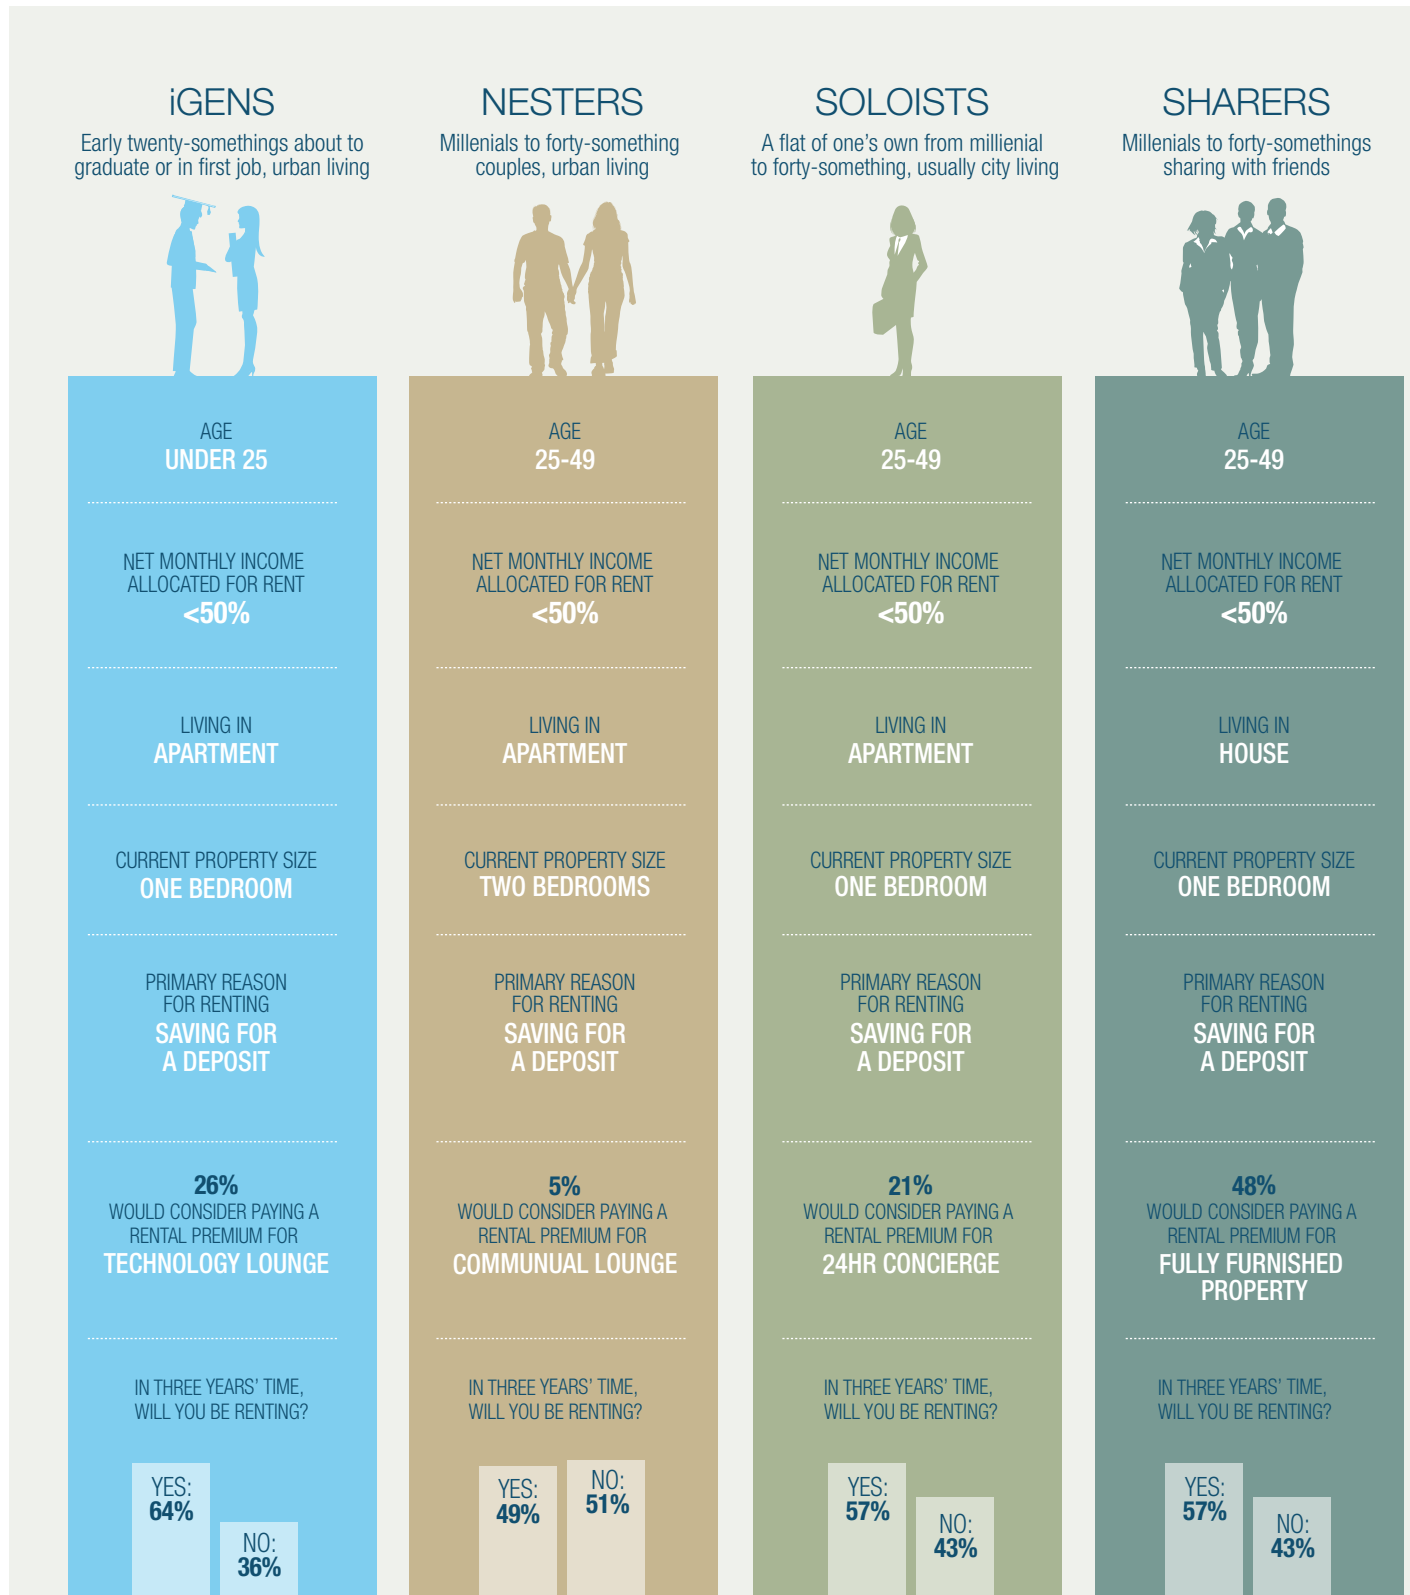 iGENS
Early twenty-somethings about to
graduate or in first job, urban living
AGE
UNDER 25
NET MONTHLY INCOME
ALLOCATED FOR RENT
<50%
LIVING IN
APARTMENT
CURRENT PROPERTY SIZE
ONE BEDROOM
PRIMARY REASON
FOR RENTING
SAVING FOR
A DEPOSIT
26%
WOULD CONSIDER PAYING A
RENTAL PREMIUM FOR
TECHNOLOGY LOUNGE
IN THREE YEARS' TIME,
WILL YOU BE RENTING?
YES:
64%
NO:
36%
NESTERS
Millenials to forty-something
couples, urban living
AGE
25-49
NET MONTHLY INCOME
ALLOCATED FOR RENT
<50%
LIVING IN
APARTMENT
CURRENT PROPERTY SIZE
TWO BEDROOMS
PRIMARY REASON
FOR RENTING
SAVING FOR
A DEPOSIT
5%
WOULD CONSIDER PAYING A
RENTAL PREMIUM FOR
COMMUNUAL LOUNGE
IN THREE YEARS' TIME,
WILL YOU BE RENTING?
YES:
49%
NO:
51%
SOLOISTS
A flat of one's own from millienial
to forty-something, usually city living
AGE
25-49
NET MONTHLY INCOME
ALLOCATED FOR RENT
<50%
LIVING IN
APARTMENT
CURRENT PROPERTY SIZE
ONE BEDROOM
PRIMARY REASON
FOR RENTING
SAVING FOR
A DEPOSIT
21%
WOULD CONSIDER PAYING A
RENTAL PREMIUM FOR
24HR CONCIERGE
IN THREE YEARS' TIME,
WILL YOU BE RENTING?
YES:
57%
NO:
43%
SHARERS
Millenials to forty-somethings
sharing with friends
AGE
25-49
NET MONTHLY INCOME
ALLOCATED FOR RENT
<50%
LIVING IN
HOUSE
CURRENT PROPERTY SIZE
ONE BEDROOM
PRIMARY REASON
FOR RENTING
SAVING FOR
A DEPOSIT
48%
WOULD CONSIDER PAYING A
RENTAL PREMIUM FOR
FULLY FURNISHED
PROPERTY
IN THREE YEARS' TIME,
WILL YOU BE RENTING?
YES:
57%
NO:
43%